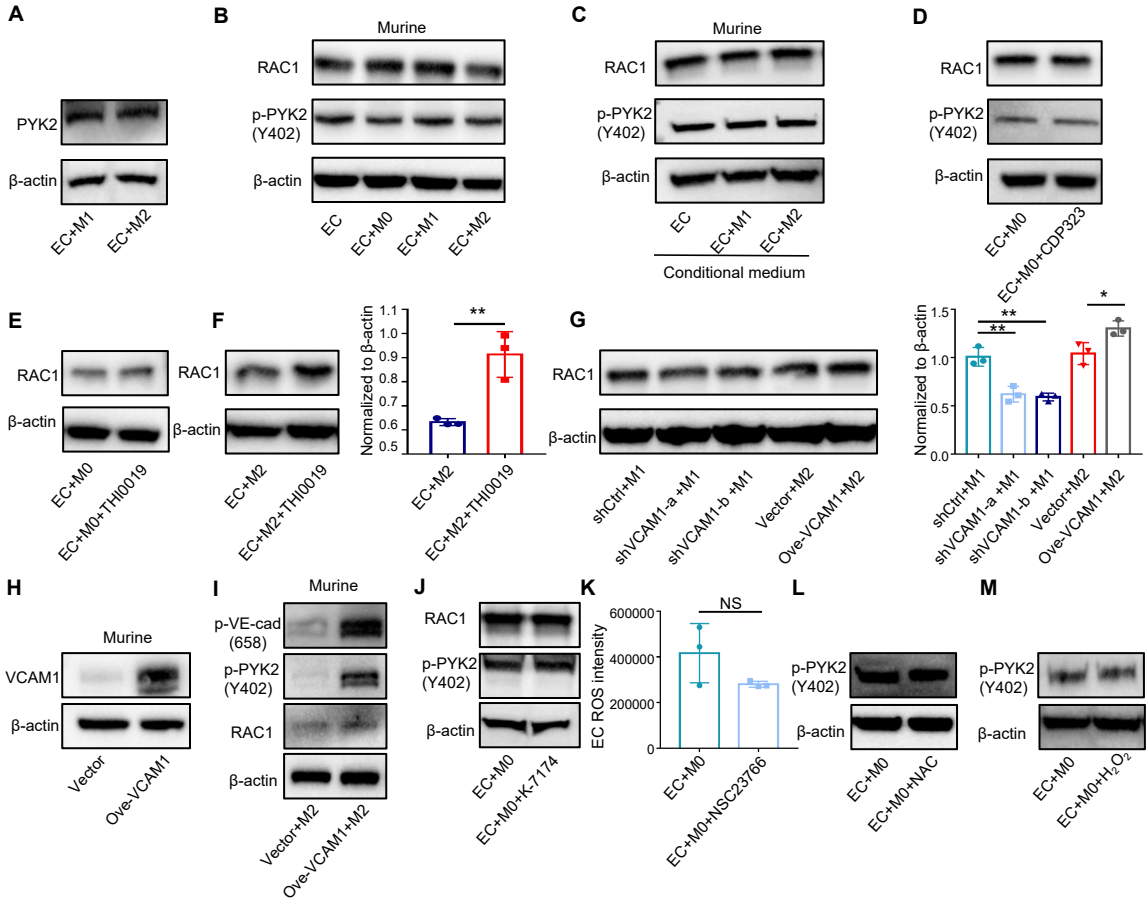 A
PYK2
β-actin
EC+M1
EC+M2
B
Murine
RAC1
p-PYK2
(Y402)
β-actin
EC
EC+M0
EC+M1
EC+M2
C
Murine
RAC1
p-PYK2
(Y402)
β-actin
EC
EC+M1
EC+M2
Conditional medium
D
RAC1
p-PYK2
(Y402)
β-actin
EC+M0
EC+M0+CDP323
E
RAC1
β-actin
EC+M0
EC+M0+THI0019
F
RAC1
β-actin
EC+M2
EC+M2+THI0019
Normalized to β-actin
1.1
1.0
0.9
0.8
0.7
0.6
0.5
**
EC+M2
EC+M2+THI0019
G
RAC1
β-actin
shCtrl+M1
shVCAM1-a +M1
shVCAM1-b +M1
Vector+M2
Ove-VCAM1+M2
Normalized to β-actin
1.5
1.0
0.5
0.0
**
**
*
shCtrl+M1
shVCAM1-a +M1
shVCAM1-b +M1
Vector+M2
Ove-VCAM1+M2
H
Murine
VCAM1
β-actin
Vector
Ove-VCAM1
I
Murine
p-VE-cad
(658)
p-PYK2
(Y402)
RAC1
β-actin
Vector+M2
Ove-VCAM1+M2
J
RAC1
p-PYK2
(Y402)
β-actin
EC+M0
EC+M0+K-7174
K
EC ROS intensity
600000
400000
200000
0
NS
EC+M0
EC+M0+NSC23766
L
p-PYK2
(Y402)
β-actin
EC+M0
EC+M0+NAC
M
p-PYK2
(Y402)
β-actin
EC+M0
EC+M0+H₂O₂